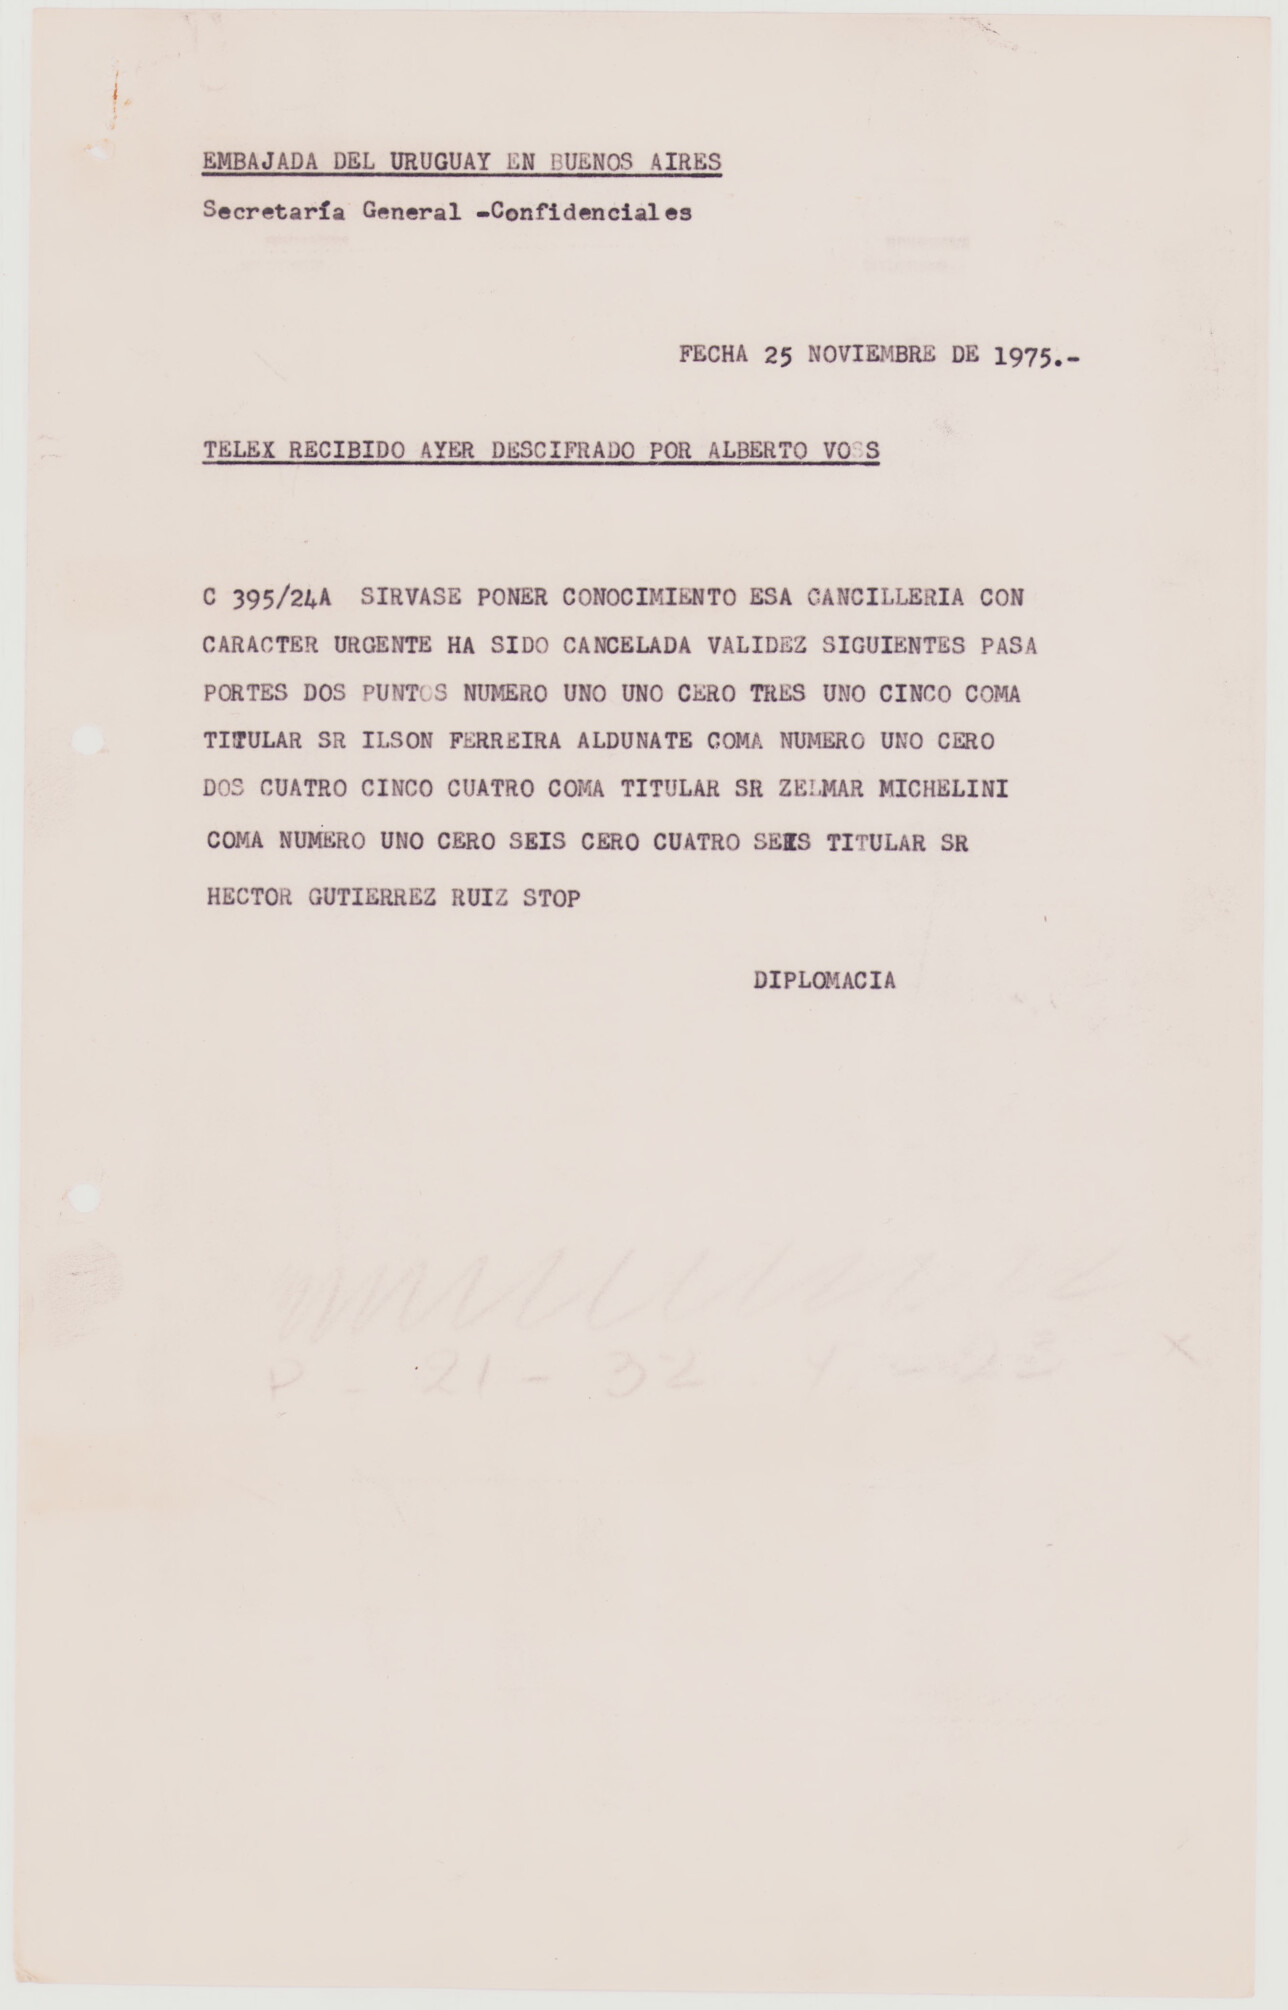 EMBAJADA DEL URUGUAY EN BUENOS AIRES
Secretaría General -Confidenciales
FECHA 25 NOVIEMBRE DE 1975.-
TELEX RECIBIDO AYER DESCIFRADO POR ALBERTO VOSS
C 395/24A SIRVASE PONER CONOCIMIENTO ESA CANCILLERIA CON
CARACTER URGENTE HA SIDO CANCELADA VALIDEZ SIGUIENTES PASA
PORTES DOS PUNTOS NUMERO UNO UNO CERO TRES UNO CINCO COMA
TITULAR SR ILSON FERREIRA ALDUNATE COMA NUMERO UNO CERO
DOS CUATRO CINCO CUATRO COMA TITULAR SR ZELMAR MICHELINI
COMA NUMERO UNO CERO SEIS CERO CUATRO SEIS TITULAR SR
HECTOR GUTIERREZ RUIZ STOP
DIPLOMACIA
P - 21 - 32